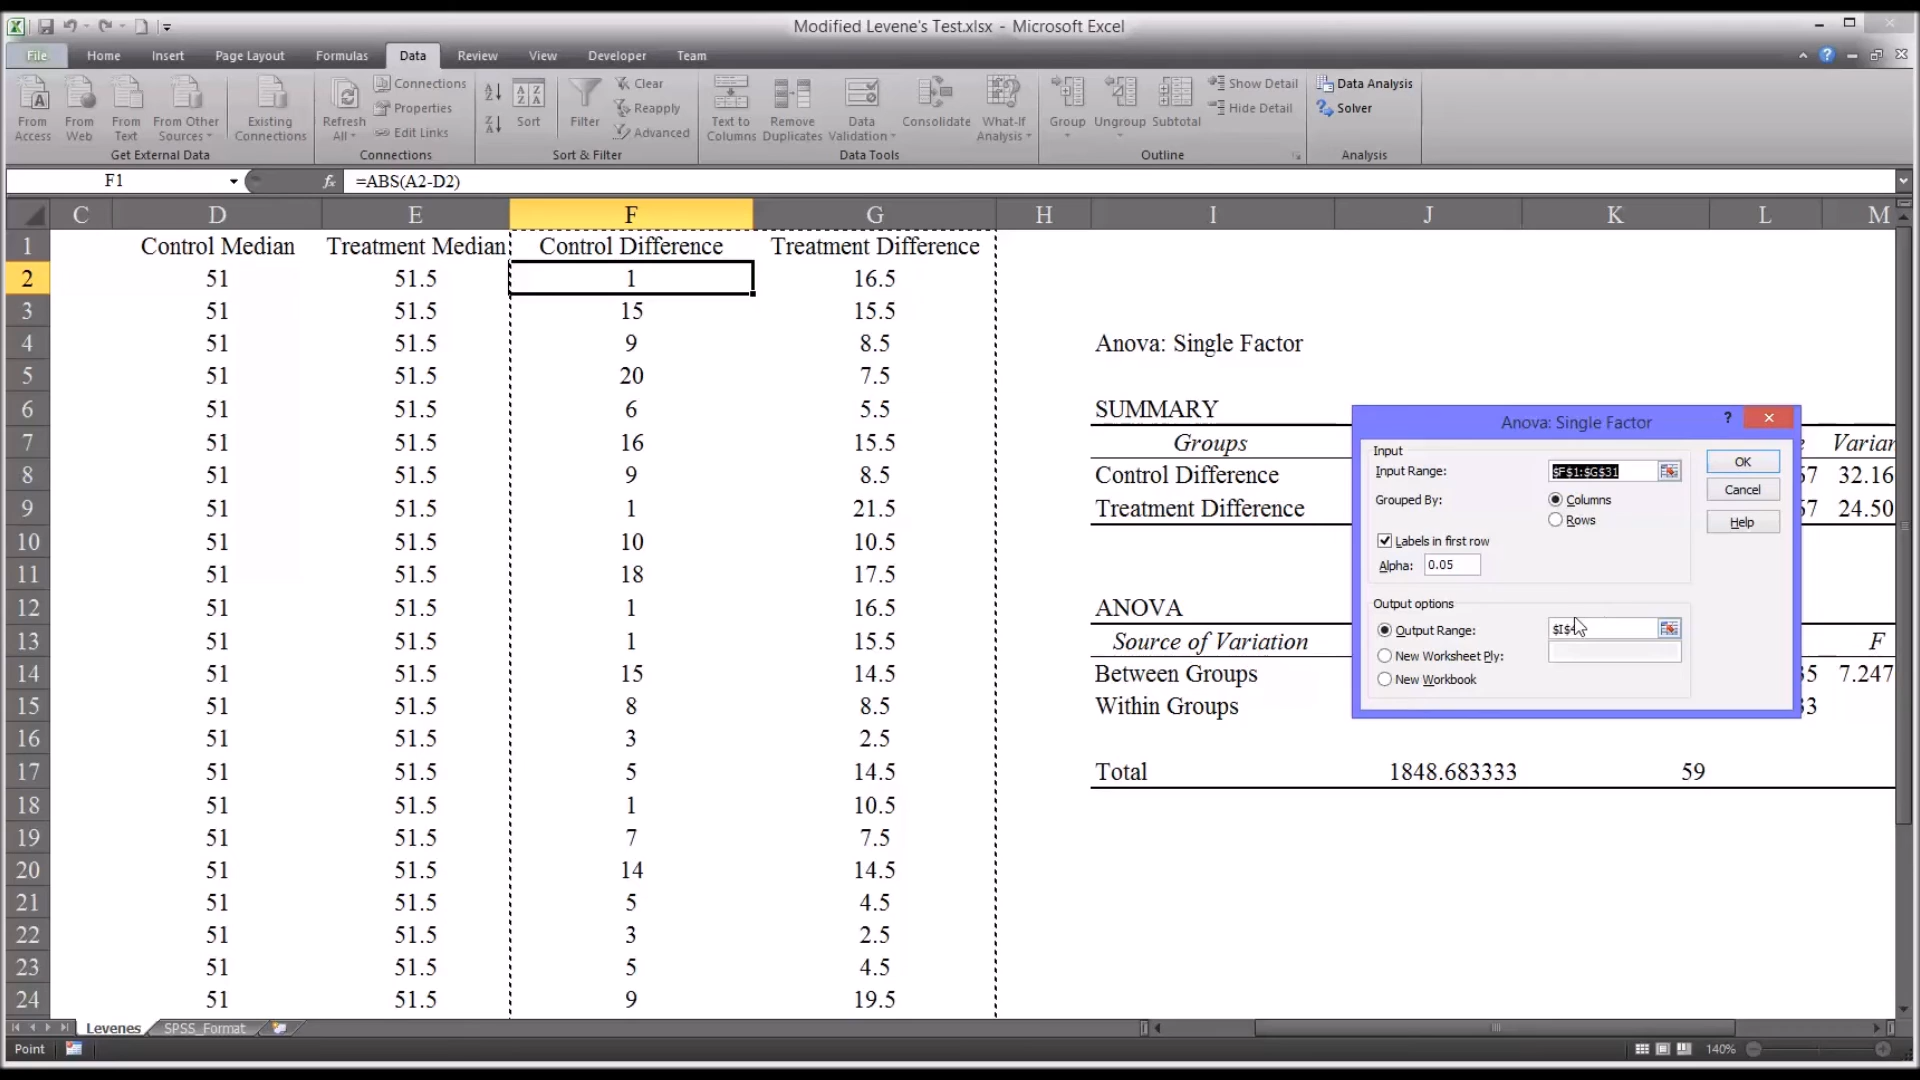 Modified Levene's Test.xlsx - Microsoft Excel
File Home Insert Page Layout Formulas Data Review View Developer Team
From Access
From Web
From Text
From Other Sources
Existing Connections
Get External Data
Refresh All
Connections
Properties
Edit Links
Connections
Sort
Filter
Clear
Reapply
Advanced
Sort & Filter
Text to Columns
Remove Duplicates
Data Validation
Consolidate
What-If Analysis
Data Tools
Group
Ungroup
Subtotal
Show Detail
Hide Detail
Outline
Data Analysis
Solver
Analysis
F1 fx =ABS(A2-D2)
C D E F G H I J K L M
1 Control Median Treatment Median Control Difference Treatment Difference
2 51 51.5 1 16.5
3 51 51.5 15 15.5
4 51 51.5 9 8.5 Anova: Single Factor
5 51 51.5 20 7.5
6 51 51.5 6 5.5 SUMMARY
7 51 51.5 16 15.5 Groups
8 51 51.5 9 8.5 Control Difference 57 32.16
9 51 51.5 1 21.5 Treatment Difference 57 24.50
10 51 51.5 10 10.5
11 51 51.5 18 17.5
12 51 51.5 1 16.5 ANOVA
13 51 51.5 1 15.5 Source of Variation F
14 51 51.5 15 14.5 Between Groups 35 7.247
15 51 51.5 8 8.5 Within Groups 33
16 51 51.5 3 2.5
17 51 51.5 5 14.5 Total 1848.683333 59
18 51 51.5 1 10.5
19 51 51.5 7 7.5
20 51 51.5 14 14.5
21 51 51.5 5 4.5
22 51 51.5 3 2.5
23 51 51.5 5 4.5
24 51 51.5 9 19.5
Anova: Single Factor
Input
Input Range: $F$1:$G$31
Grouped By: Columns
Rows
Labels in first row
Alpha: 0.05
Output options
Output Range:
New Worksheet Ply:
New Workbook
OK
Cancel
Help
Levenes SPSS_Format
Point 140%